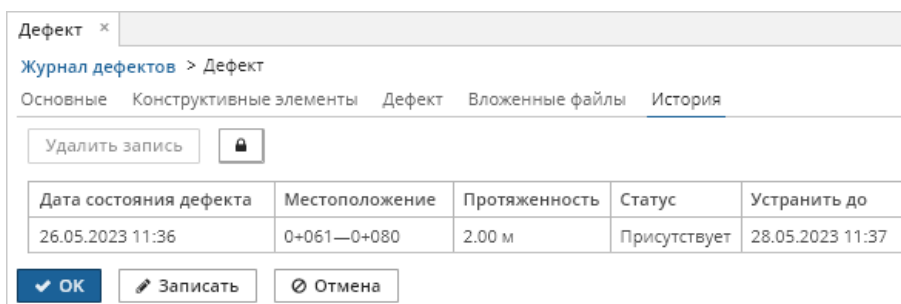 Дефект ×
Журнал дефектов > Дефект
Основные Конструктивные элементы Дефект Вложенные файлы История
Удалить запись
Дата состояния дефекта Местоположение Протяженность Статус Устранить до
26.05.2023 11:36 0+061—0+080 2.00 м Присутствует 28.05.2023 11:37
ОК Записать Отмена